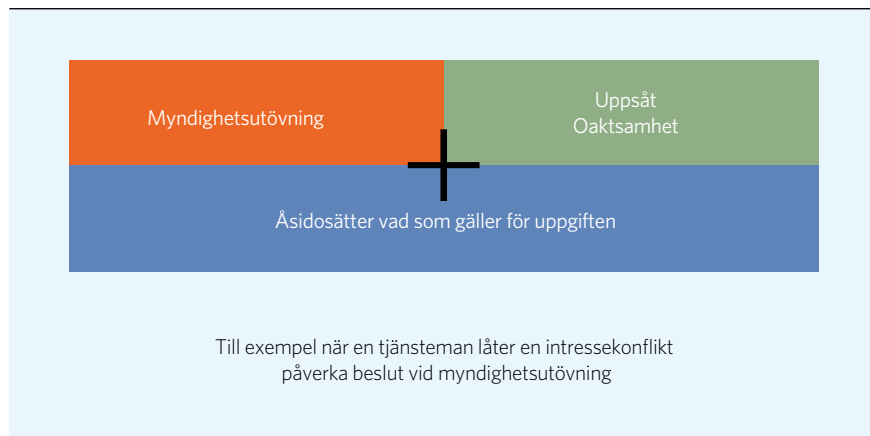 Myndighetsutövning
Uppsåt
Oaktsamhet
Åsidosätter vad som gäller för uppgiften
Till exempel när en tjänsteman låter en intressekonflikt
påverka beslut vid myndighetsutövning